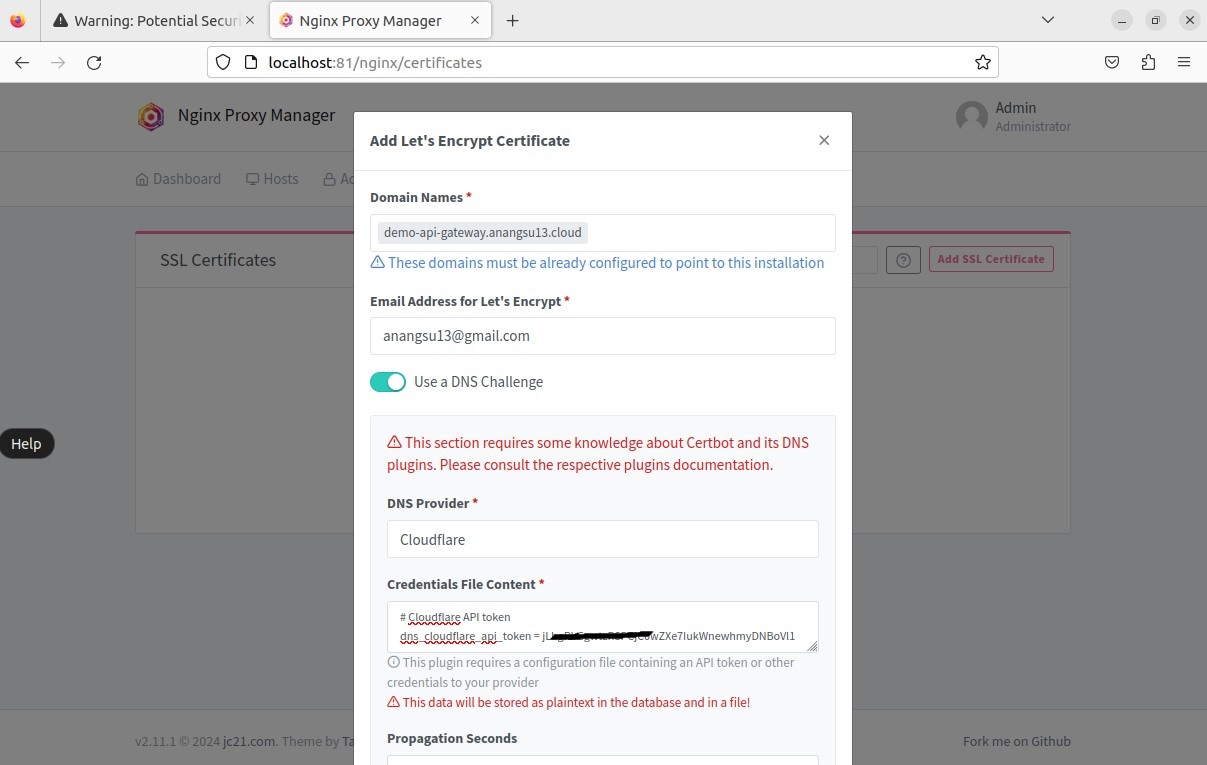 Warning: Potential Securi
Nginx Proxy Manager
localhost:81/nginx/certificates
Nginx Proxy Manager
Admin
Administrator
Dashboard
Hosts
Ac
SSL Certificates
Add SSL Certificate
Add Let's Encrypt Certificate
Domain Names *
demo-api-gateway.anangsu13.cloud
These domains must be already configured to point to this installation
Email Address for Let's Encrypt *
anangsu13@gmail.com
Use a DNS Challenge
Help
This section requires some knowledge about Certbot and its DNS
plugins. Please consult the respective plugins documentation.
DNS Provider *
Cloudflare
Credentials File Content *
# Cloudflare API token
dns_cloudflare_api_token =
This plugin requires a configuration file containing an API token or other
credentials to your provider
This data will be stored as plaintext in the database and in a file!
Propagation Seconds
v2.11.1 © 2024 jc21.com. Theme by Ta
Fork me on Github